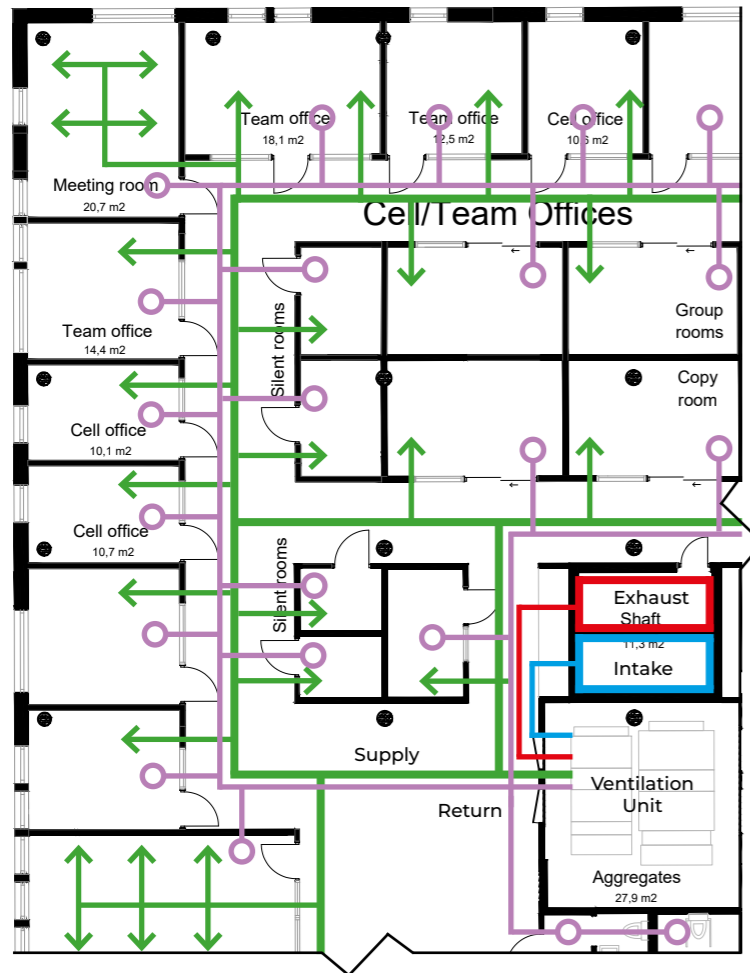 Team office
18,1 m2
Team office
12,5 m2
Cell office
10,6 m2
Meeting room
20,7 m2
Cell/Team Offices
Team office
14,4 m2
Silent rooms
Group
rooms
Copy
room
Cell office
10,1 m2
Cell office
10,7 m2
Silent rooms
Exhaust
Shaft
11,3 m2
Intake
Supply
Ventilation
Unit
Return
Aggregates
27,9 m2